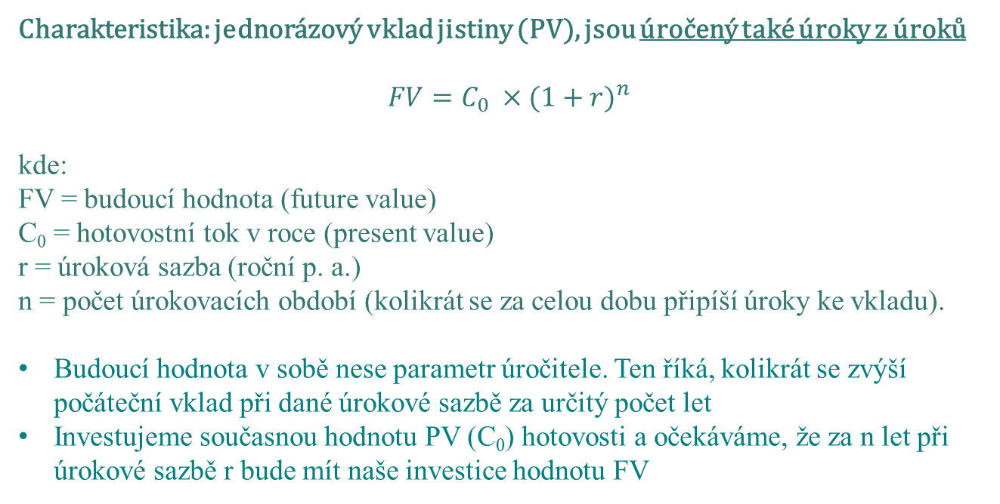 Charakteristika: jednorázový vklad jistiny (PV), jsou úročený také úroky z úroků
FV = C₀ × (1 + r)ⁿ
kde:
FV = budoucí hodnota (future value)
C₀ = hotovostní tok v roce (present value)
r = úroková sazba (roční p. a.)
n = počet úrokovacích období (kolikrát se za celou dobu připíší úroky ke vkladu).
• Budoucí hodnota v sobě nese parametr úročitele. Ten říká, kolikrát se zvýší
počáteční vklad při dané úrokové sazbě za určitý počet let
• Investujeme současnou hodnotu PV (C₀) hotovosti a očekáváme, že za n let při
úrokové sazbě r bude mít naše investice hodnotu FV